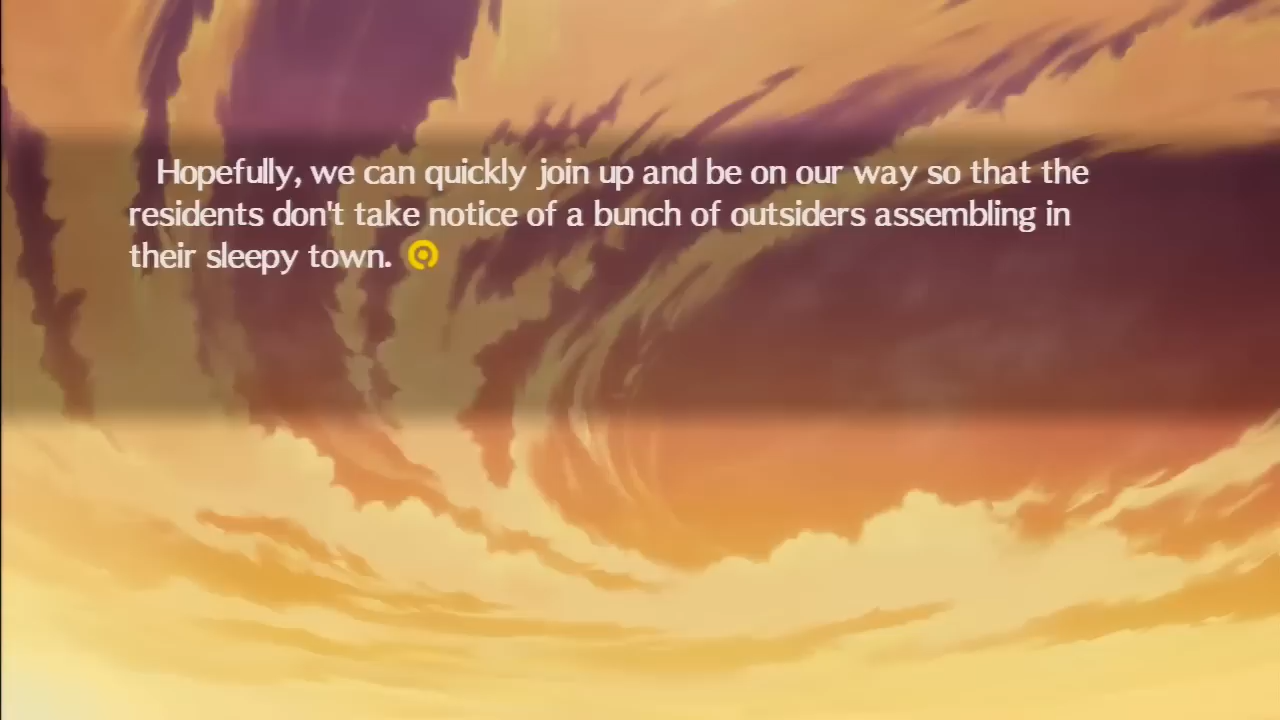 Hopefully, we can quickly join up and be on our way so that the
residents don't take notice of a bunch of outsiders assembling in
their sleepy town.